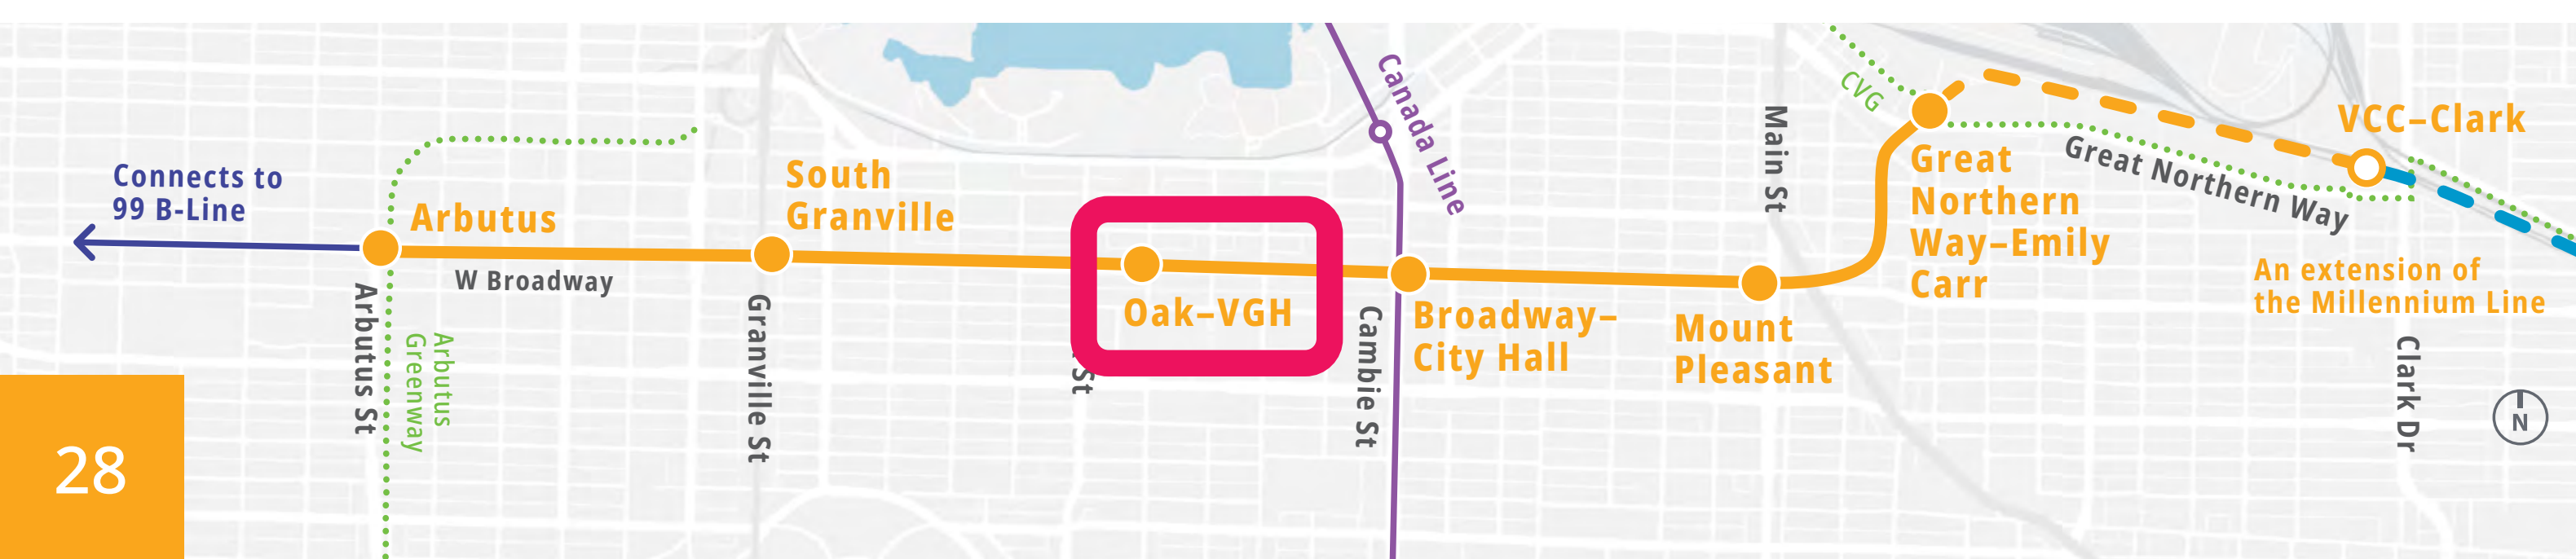 Connects to
99 B-Line
Arbutus
W Broadway
Arbutus St
Arbutus
Greenway
South
Granville
Granville St
Oak–VGH
St
Canada Line
Cambie St
Broadway–
City Hall
Main St
Mount
Pleasant
CVG
Great
Northern
Way–Emily
Carr
Great Northern Way
VCC–Clark
An extension of
the Millennium Line
Clark Dr
N
28